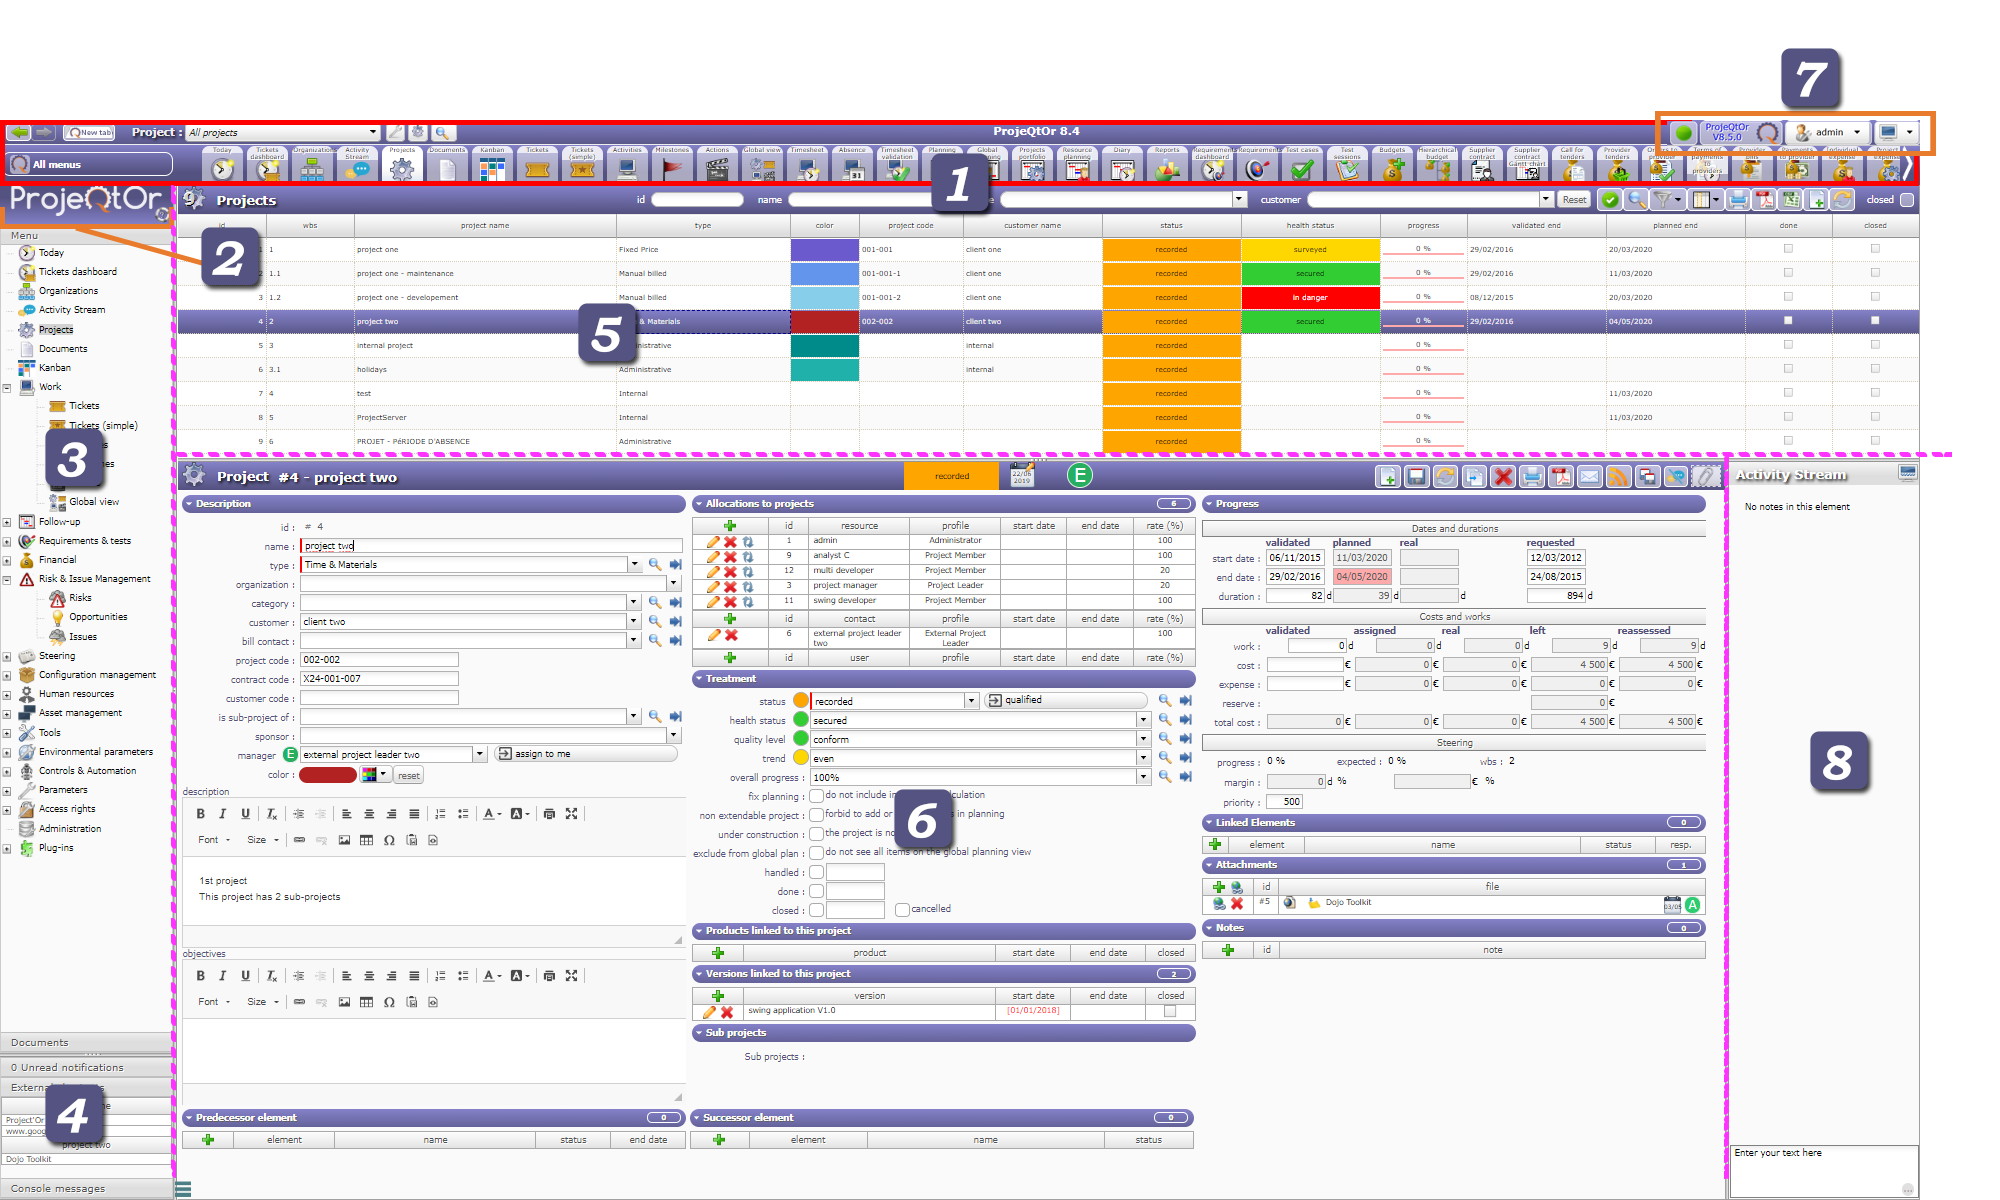 7
New tab
Project : All projects
ProjeQtOr 8.4
ProjeQtOr V8.5.0
admin
All menus
Today
Tickets dashboard
Organizations
Activity Stream
Projects
Documents
Kanban
Tickets
Tickets (simple)
Activities
Milestones
Actions
Global view
Timesheet
Absence
Timesheet validation
Planning
Global
Projects portfolio
Resource planning
Diary
Reports
Requirements dashboard
Requirements
Test cases
Test sessions
Budgets
Hierarchical budget
Supplier contract
Supplier contract Gantt chart
Call for tenders
Provider tenders
1
ProjeQtOr
Projects
id
name
customer
Reset
closed
Menu
id wbs project name type color project code customer name status health status progress validated end planned end done closed
2
1 1 project one Fixed Price 001-001 client one recorded surveyed 0 % 29/02/2016 20/03/2020
2 1.1 project one - maintenance Manual billed 001-001-1 client one recorded secured 0 % 29/02/2016 11/03/2020
3 1.2 project one - developement Manual billed 001-001-2 client one recorded in danger 0 % 08/12/2015 20/03/2020
4 2 project two & Materials 002-002 client two recorded secured 0 % 29/02/2016 04/05/2020
5
5 3 internal project istrative internal recorded 0 %
6 3.1 holidays Administrative internal recorded 0 %
7 4 test Internal recorded 0 % 11/03/2020
8 5 ProjectServer Internal recorded 0 % 11/03/2020
9 6 PROJET - PéRIODE D'ABSENCE Administrative recorded 0 %
Today
Tickets dashboard
Organizations
Activity Stream
Projects
Documents
Kanban
Work
Tickets
Tickets (simple)
3
Global view
Follow-up
Requirements & tests
Financial
Risk & Issue Management
Risks
Opportunities
Issues
Steering
Configuration management
Human resources
Asset management
Tools
Environmental parameters
Controls & Automation
Parameters
Access rights
Administration
Plug-ins
Documents
0 Unread notifications
4
Project'Or
project two
Dojo Toolkit
Console messages
Project #4 - project two
recorded
22/06 2019
E
Description
id : # 4
name : project two
type : Time & Materials
organization :
category :
customer : client two
bill contact :
project code : 002-002
contract code : X24-001-007
customer code :
is sub-project of :
sponsor :
manager E external project leader two assign to me
color : reset
description
B I U
Font Size
1st project
This project has 2 sub-projects
objectives
B I U
Font Size
Predecessor element 0
element name status end date
Allocations to projects 6
id resource profile start date end date rate (%)
1 admin Administrator 100
9 analyst C Project Member 100
12 multi developer Project Member 20
3 project manager Project Leader 20
11 swing developer Project Member 100
id contact profile start date end date rate (%)
6 external project leader two External Project Leader 100
id user profile start date end date rate (%)
Treatment
status recorded qualified
health status secured
quality level conform
trend even
overall progress : 100%
fix planning : do not include in culation
non extendable project : forbid to add or s in planning
under construction : the project is no
6
exclude from global plan : do not see all items on the global planning view
handled :
done :
closed : cancelled
Products linked to this project
product start date end date closed
Versions linked to this project 2
version start date end date closed
swing application V1.0 [01/01/2018]
Sub projects
Sub projects :
Successor element 0
element name status
Progress
Dates and durations
validated planned real requested
start date : 06/11/2015 11/03/2020 12/03/2012
end date : 29/02/2016 04/05/2020 24/08/2015
duration : 82 d 39 d d 894 d
Costs and works
validated assigned real left reassessed
work : 0 d 0 d 0 d 9 d 9 d
cost : € 0 € 0 € 4 500 € 4 500 €
expense : € 0 € 0 € 0 € 0 €
reserve : 0 €
total cost : 0 € 0 € 0 € 4 500 € 4 500 €
Steering
progress : 0 % expected : 0 % wbs : 2
margin : 0 d % € %
priority : 500
Linked Elements 0
element name status resp.
Attachments 1
id file
#5 Dojo Toolkit 03/05 A
Notes 0
id note
Activity Stream
No notes in this element
8
Enter your text here